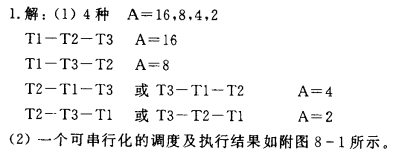 1.解:(1)4种 A=16,8,4,2
T1-T2-T3 A=16
T1-T3-T2 A=8
T2-T1-T3 或 T3-T1-T2 A=4
T2-T3-T1 或 T3-T2-T1 A=2
(2)一个可串行化的调度及执行结果如附图 8-1所示。